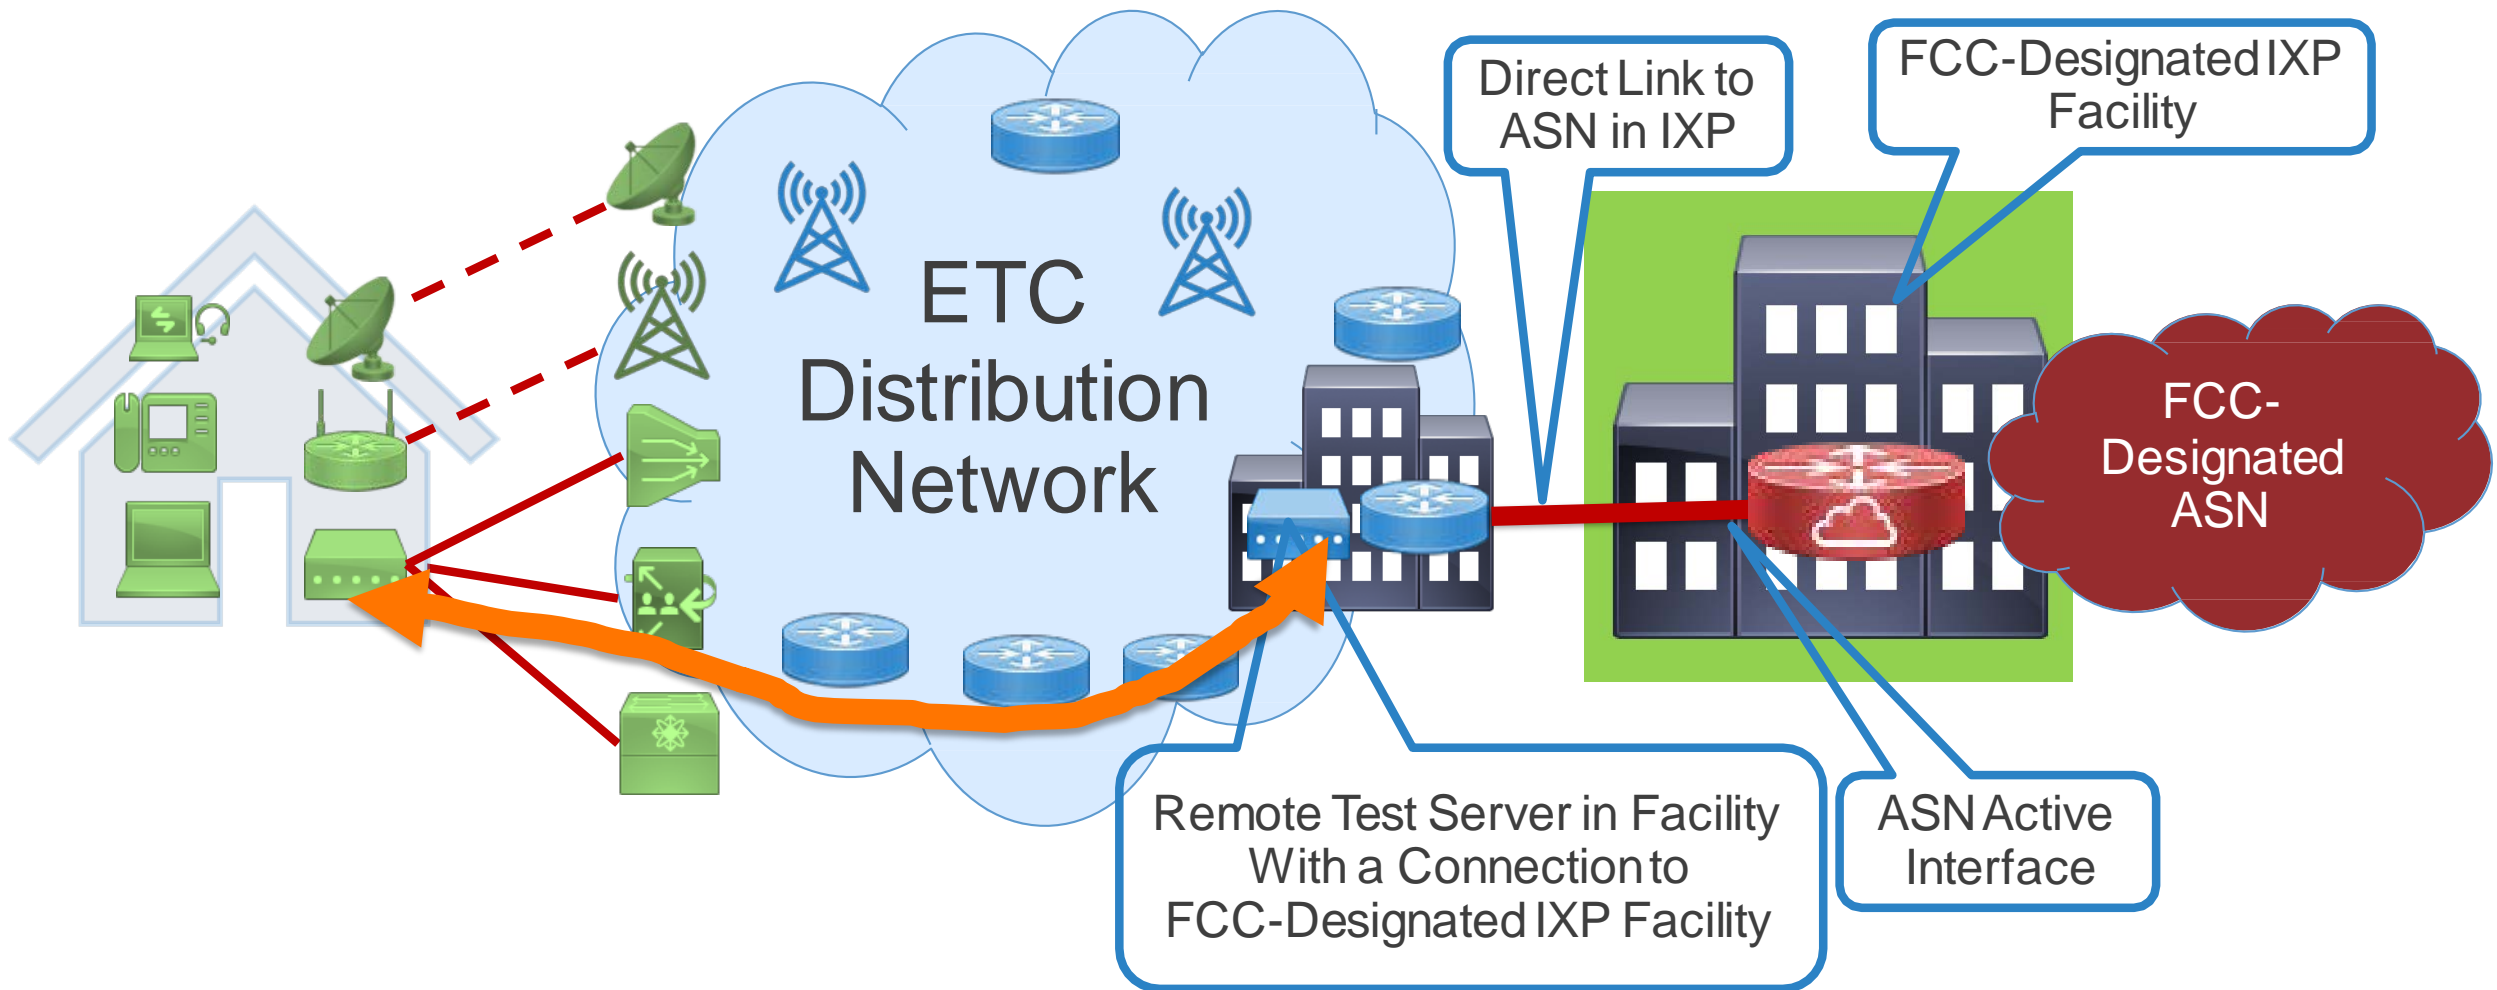 Direct Link to
ASN in IXP
FCC-Designated IXP
Facility
ETC
Distribution
Network
FCC-
Designated
ASN
Remote Test Server in Facility
With a Connection to
FCC-Designated IXP Facility
ASN Active
Interface